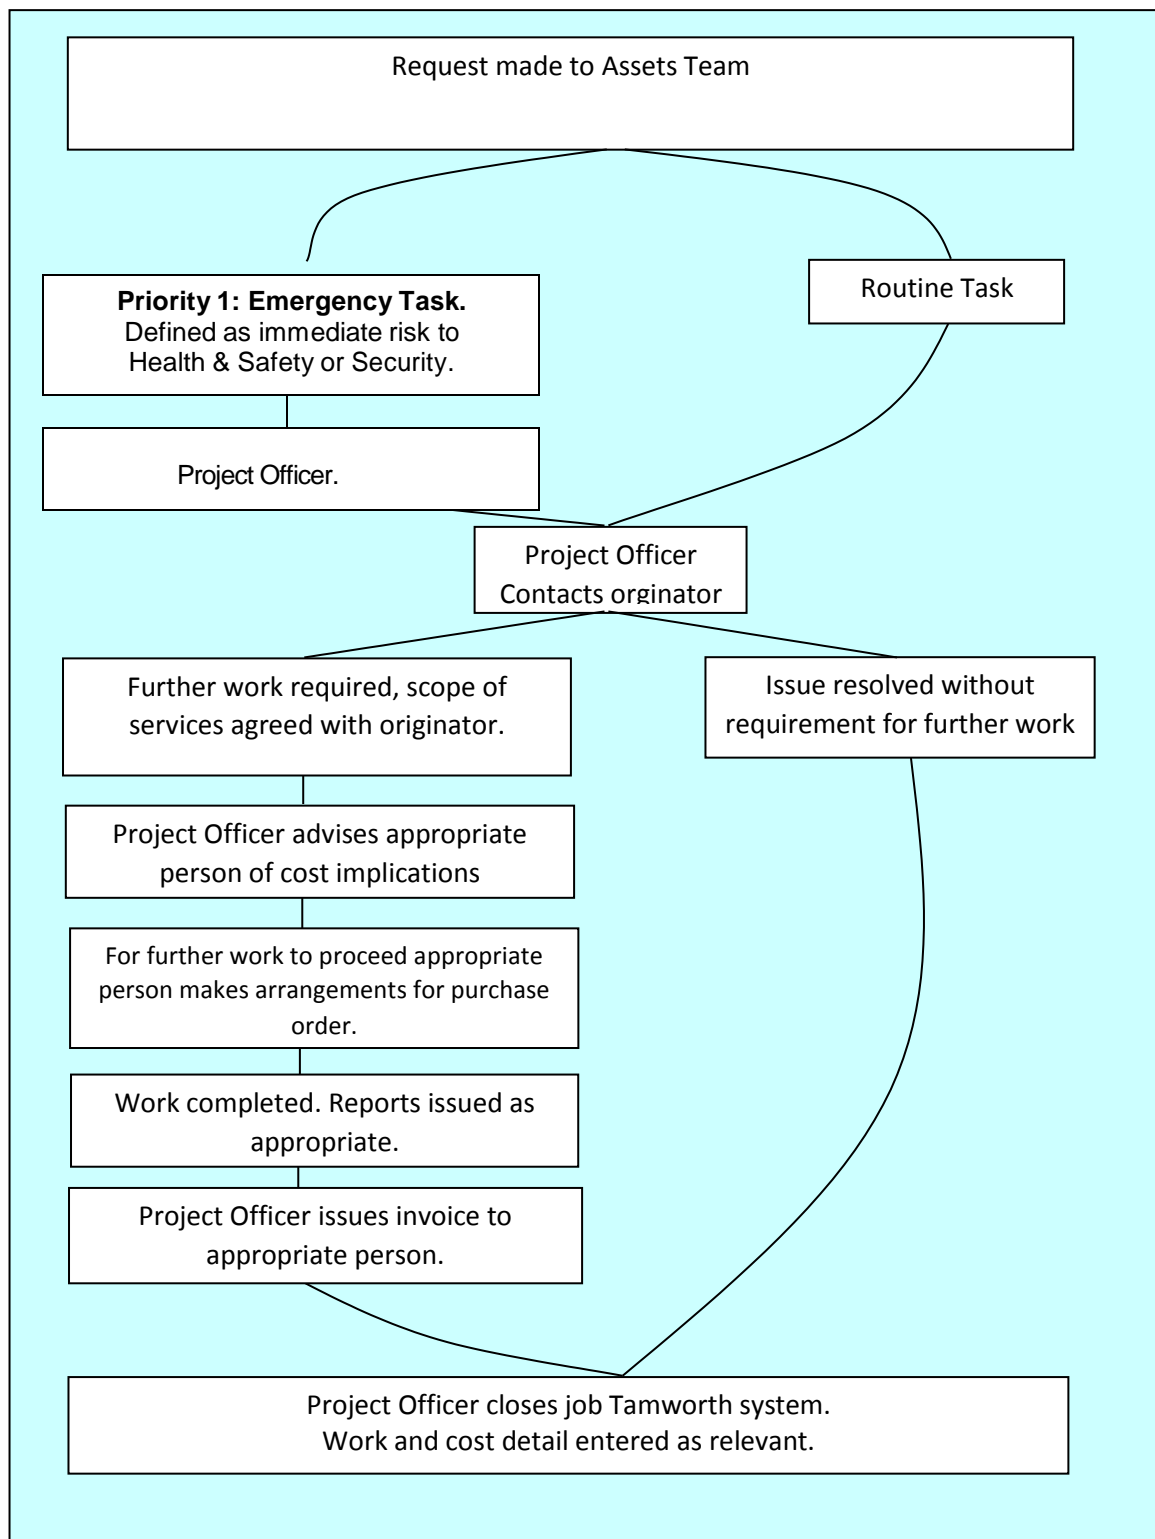 Request made to Assets Team
Priority 1: Emergency Task.
Defined as immediate risk to
Health & Safety or Security.
Routine Task
Project Officer.
Project Officer
Contacts orginator
Further work required, scope of
services agreed with originator.
Issue resolved without
requirement for further work
Project Officer advises appropriate
person of cost implications
For further work to proceed appropriate
person makes arrangements for purchase
order.
Work completed. Reports issued as
appropriate.
Project Officer issues invoice to
appropriate person.
Project Officer closes job Tamworth system.
Work and cost detail entered as relevant.